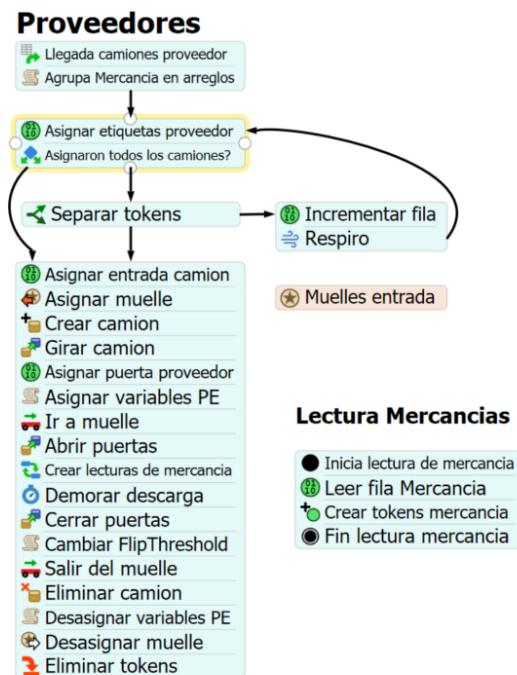 Proveedores
Llegada camiones proveedor
Agrupa Mercancia en arreglos
Asignar etiquetas proveedor
Asignaron todos los camiones?
Separar tokens
Incrementar fila
Respiro
Asignar entrada camion
Asignar muelle
Crear camion
Girar camion
Asignar puerta proveedor
Asignar variables PE
Ir a muelle
Abrir puertas
Crear lecturas de mercancia
Demorar descarga
Cerrar puertas
Cambiar FlipThreshold
Salir del muelle
Eliminar camion
Desasignar variables PE
Desasignar muelle
Eliminar tokens
Muelles entrada
Lectura Mercancias
Inicia lectura de mercancia
Leer fila Mercancia
Crear tokens mercancia
Fin lectura mercancia